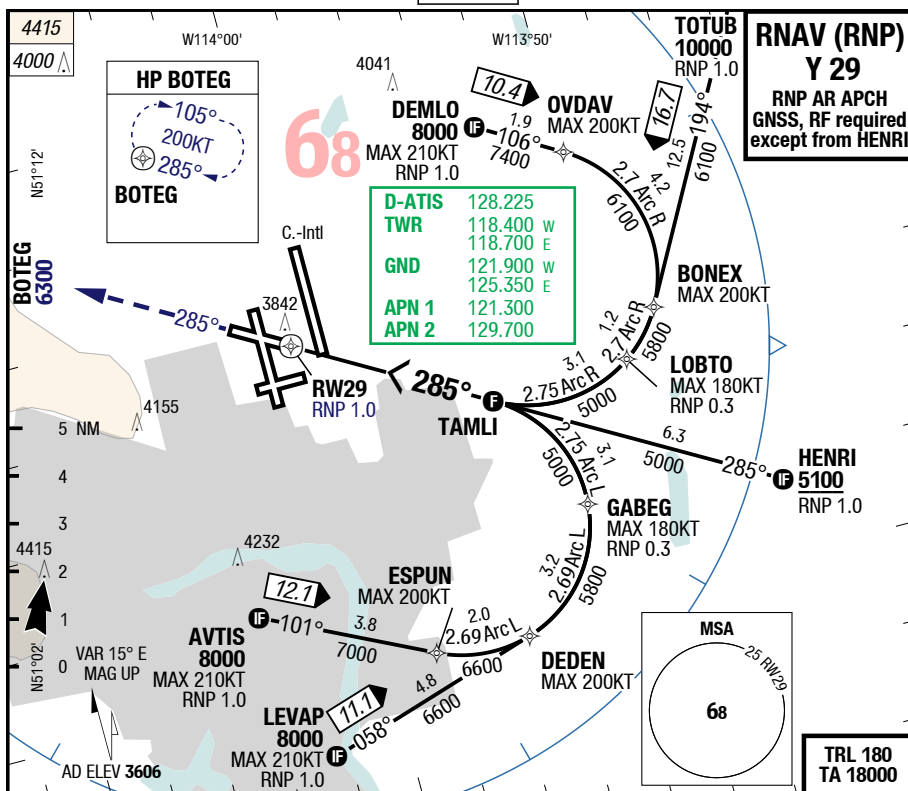 4415
4000
W114°00'
W113°50'
TOTUB
10000
RNP 1.0
RNAV (RNP)
Y 29
RNP AR APCH
GNSS, RF required
except from HENRI
HP BOTEG
105°
200KT
285°
BOTEG
N51°12'
4041
68
DEMLO
8000
MAX 210KT
RNP 1.0
IF
10.4
OVDAV
MAX 200KT
1.9
106°
7400
16.7
194°
12.5
6100
4.2
2.7 Arc R
6100
D-ATIS 128.225
TWR 118.400 W
118.700 E
GND 121.900 W
125.350 E
APN 1 121.300
APN 2 129.700
C.-Intl
BOTEG
6300
285°
3842
RW29
RNP 1.0
BONEX
MAX 200KT
1.2
2.7 Arc R
5800
LOBTO
MAX 180KT
RNP 0.3
3.1
2.75 Arc R
5000
285°
F
TAMLI
4155
6.3
5000
285°
IF
HENRI
5100
RNP 1.0
2.75 Arc L
3.1
5000
GABEG
MAX 180KT
RNP 0.3
5 NM
4
3
2
1
0
4415
4232
3.2
2.69 Arc L
5800
ESPUN
MAX 200KT
12.1
IF
101°
3.8
7000
AVTIS
8000
MAX 210KT
RNP 1.0
2.0
2.69 Arc L
6600
DEDEN
MAX 200KT
N51°02'
VAR 15° E
MAG UP
AD ELEV 3606
11.1
4.8
6600
058°
LEVAP
8000
MAX 210KT
RNP 1.0
IF
MSA
25 RW29
68
TRL 180
TA 18000